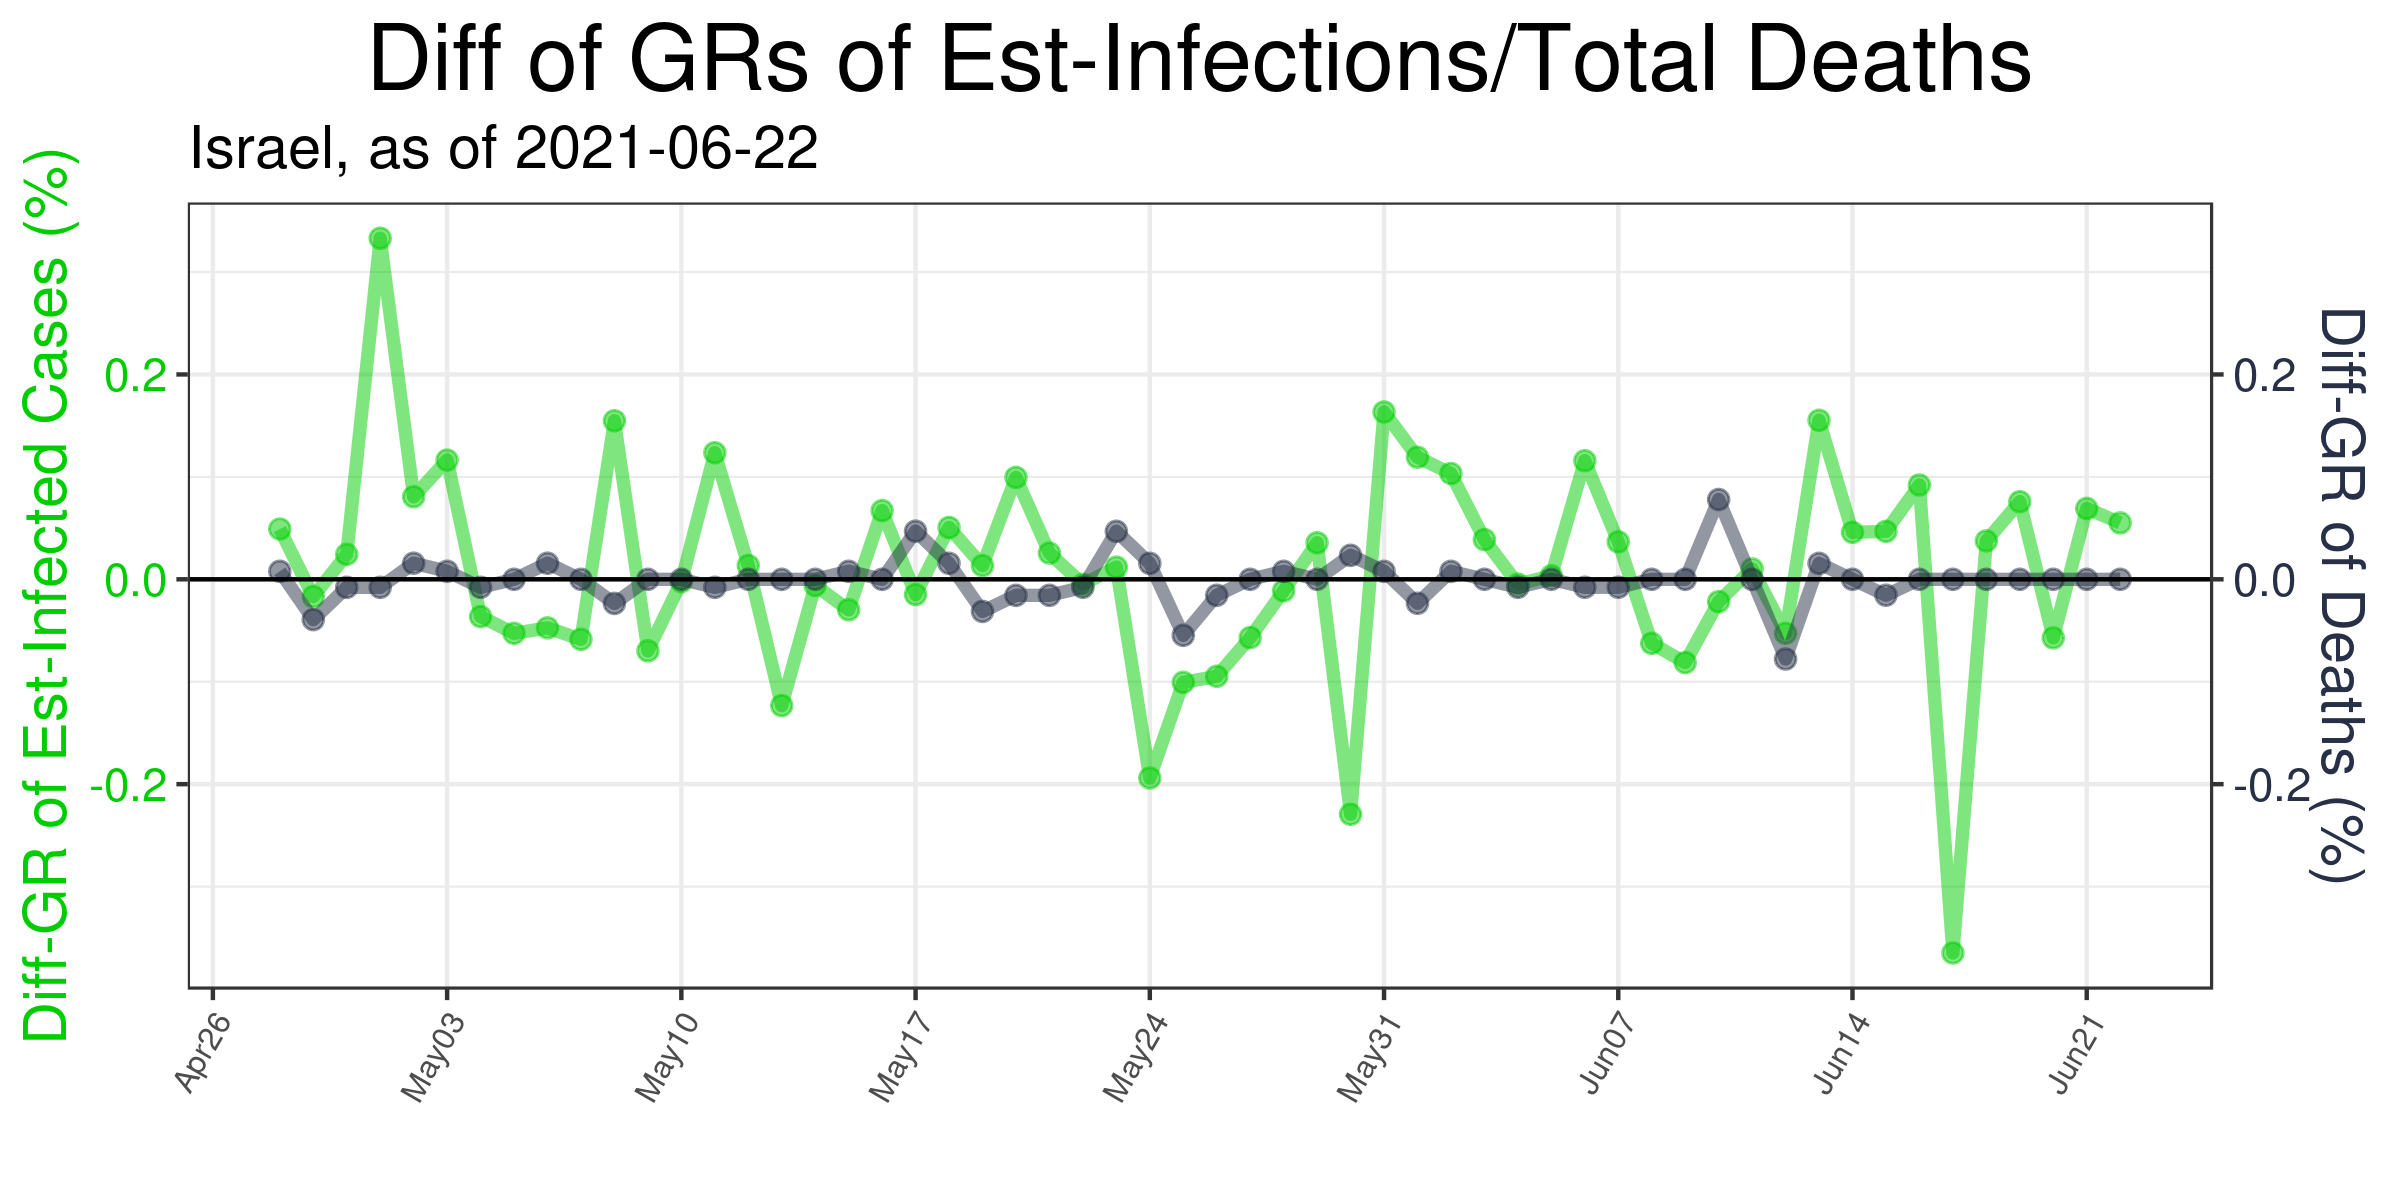 Diff of GRs of Est-Infections/Total Deaths
Israel, as of 2021-06-22
Diff-GR of Est-Infected Cases (%)
0.2
0.0
-0.2
0.2
0.0
-0.2
Diff-GR of Deaths (%)
Apr26
May03
May10
May17
May24
May31
Jun07
Jun14
Jun21